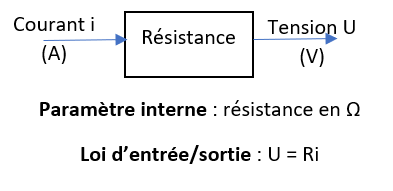 Courant i
(A)
Résistance
Tension U
(V)
Paramètre interne : résistance en Ω
Loi d’entrée/sortie : U = Ri